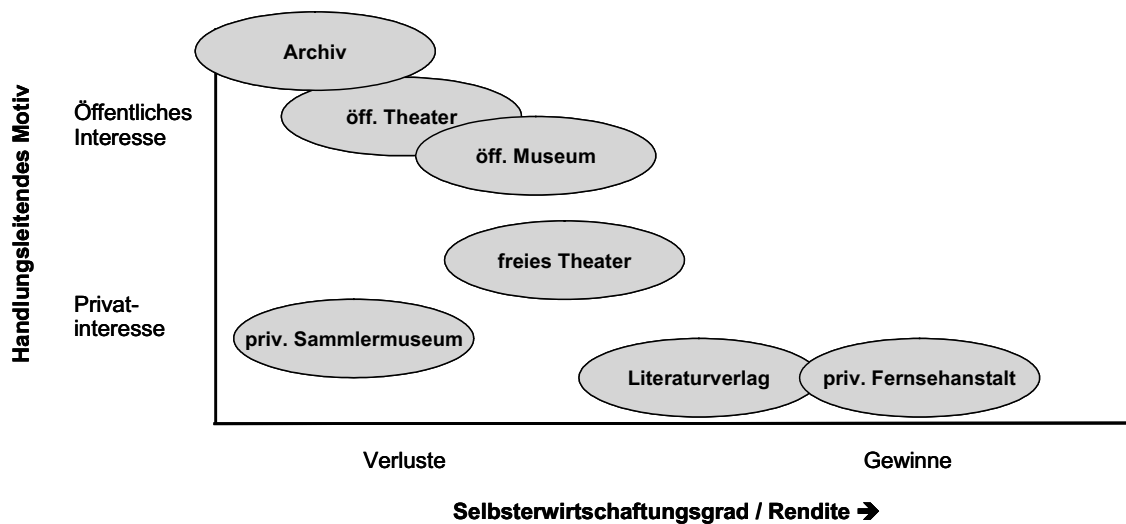 Archiv
Öffentliches
Interesse
öff. Theater
öff. Museum
freies Theater
Handlungsleitendes Motiv
Privat-
interesse
priv. Sammlermuseum
Literaturverlag
priv. Fernsehanstalt
Verluste
Gewinne
Selbsterwirtschaftungsgrad / Rendite ➔